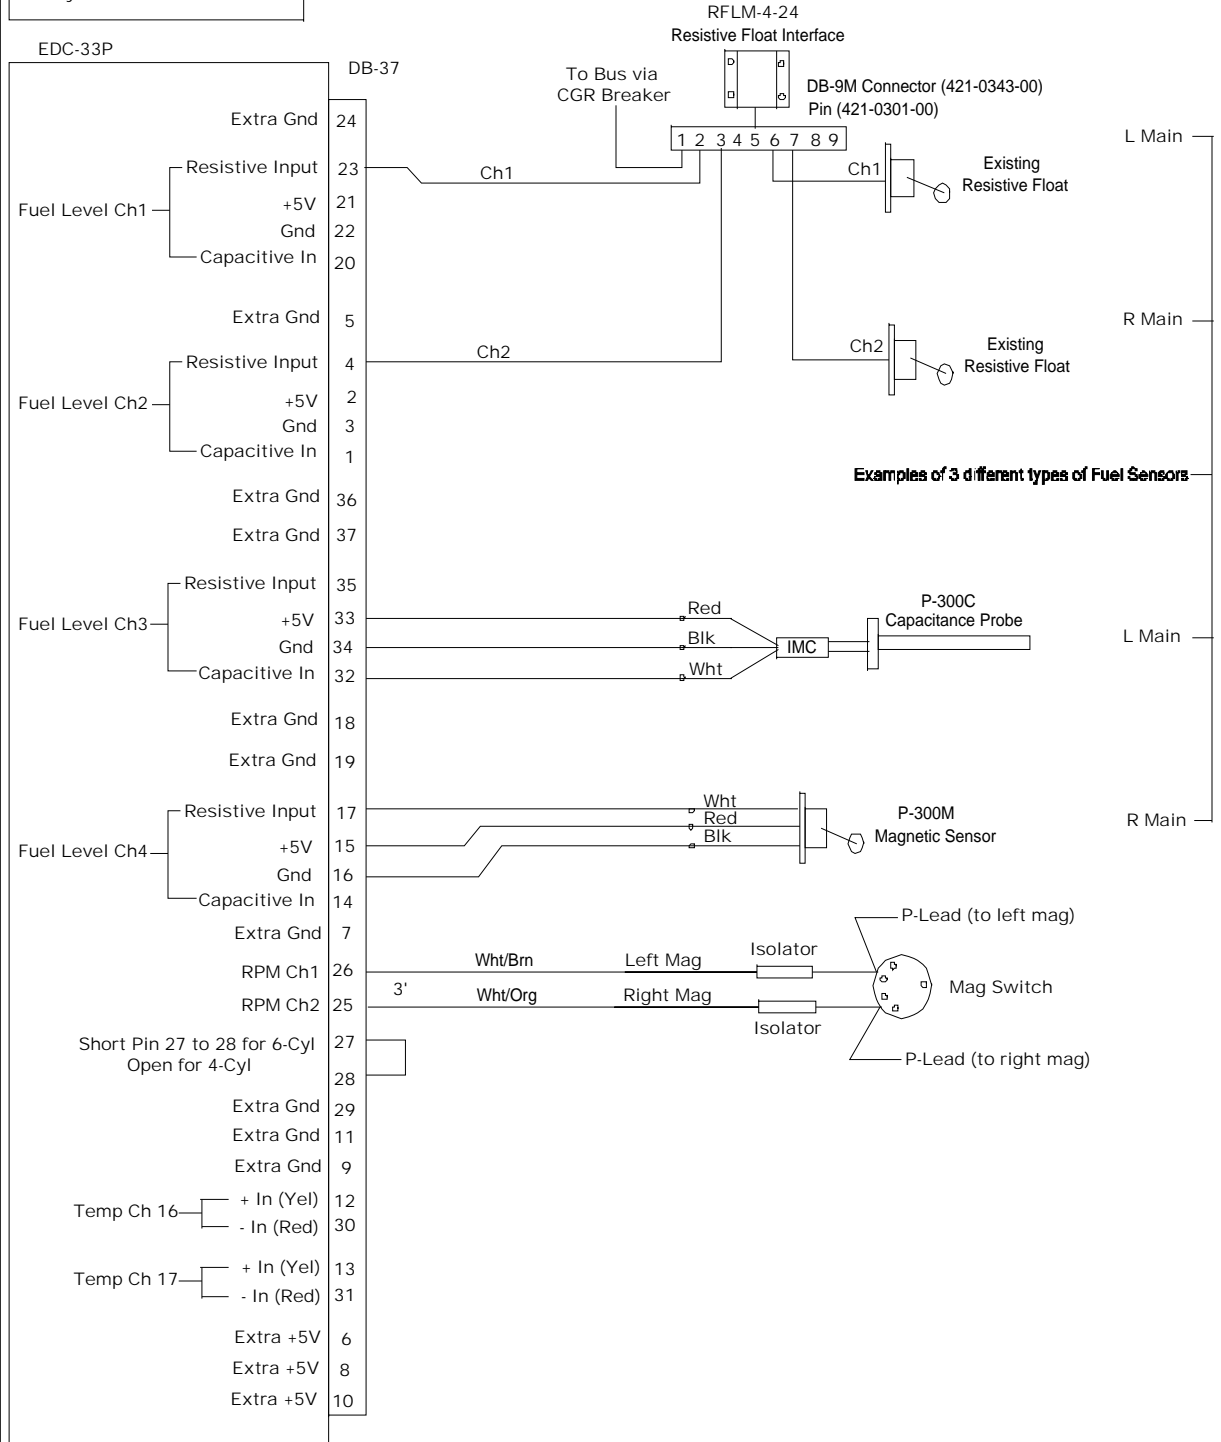 RFLM-4-24
Resistive Float Interface
EDC-33P
DB-37
To Bus via
CGR Breaker
DB-9M Connector (421-0343-00)
Pin (421-0301-00)
1 2 3 4 5 6 7 8 9
Extra Gnd 24
L Main
Resistive Input 23
Ch1
Ch1
Existing
Resistive Float
Fuel Level Ch1
+5V 21
Gnd 22
Capacitive In 20
Extra Gnd 5
R Main
Resistive Input 4
Ch2
Ch2
Existing
Resistive Float
Fuel Level Ch2
+5V 2
Gnd 3
Capacitive In 1
Examples of 3 different types of Fuel Sensors
Extra Gnd 36
Extra Gnd 37
Resistive Input 35
Fuel Level Ch3
+5V 33
Red
P-300C
Capacitance Probe
Gnd 34
Blk
IMC
L Main
Capacitive In 32
Wht
Extra Gnd 18
Extra Gnd 19
Resistive Input 17
Wht
Red
Blk
P-300M
Magnetic Sensor
R Main
Fuel Level Ch4
+5V 15
Gnd 16
Capacitive In 14
Extra Gnd 7
P-Lead (to left mag)
RPM Ch1 26
Wht/Brn
Left Mag
Isolator
3'
Mag Switch
RPM Ch2 25
Wht/Org
Right Mag
Isolator
P-Lead (to right mag)
Short Pin 27 to 28 for 6-Cyl 27
Open for 4-Cyl
28
Extra Gnd 29
Extra Gnd 11
Extra Gnd 9
Temp Ch 16
+ In (Yel) 12
- In (Red) 30
Temp Ch 17
+ In (Yel) 13
- In (Red) 31
Extra +5V 6
Extra +5V 8
Extra +5V 10